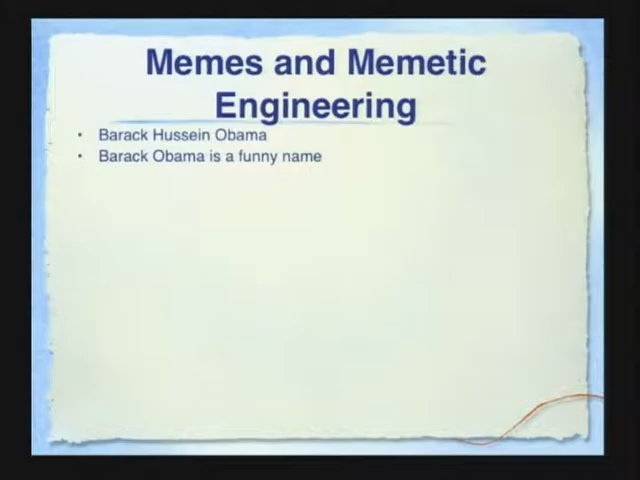 Memes and Memetic
Engineering
• Barack Hussein Obama
• Barack Obama is a funny name